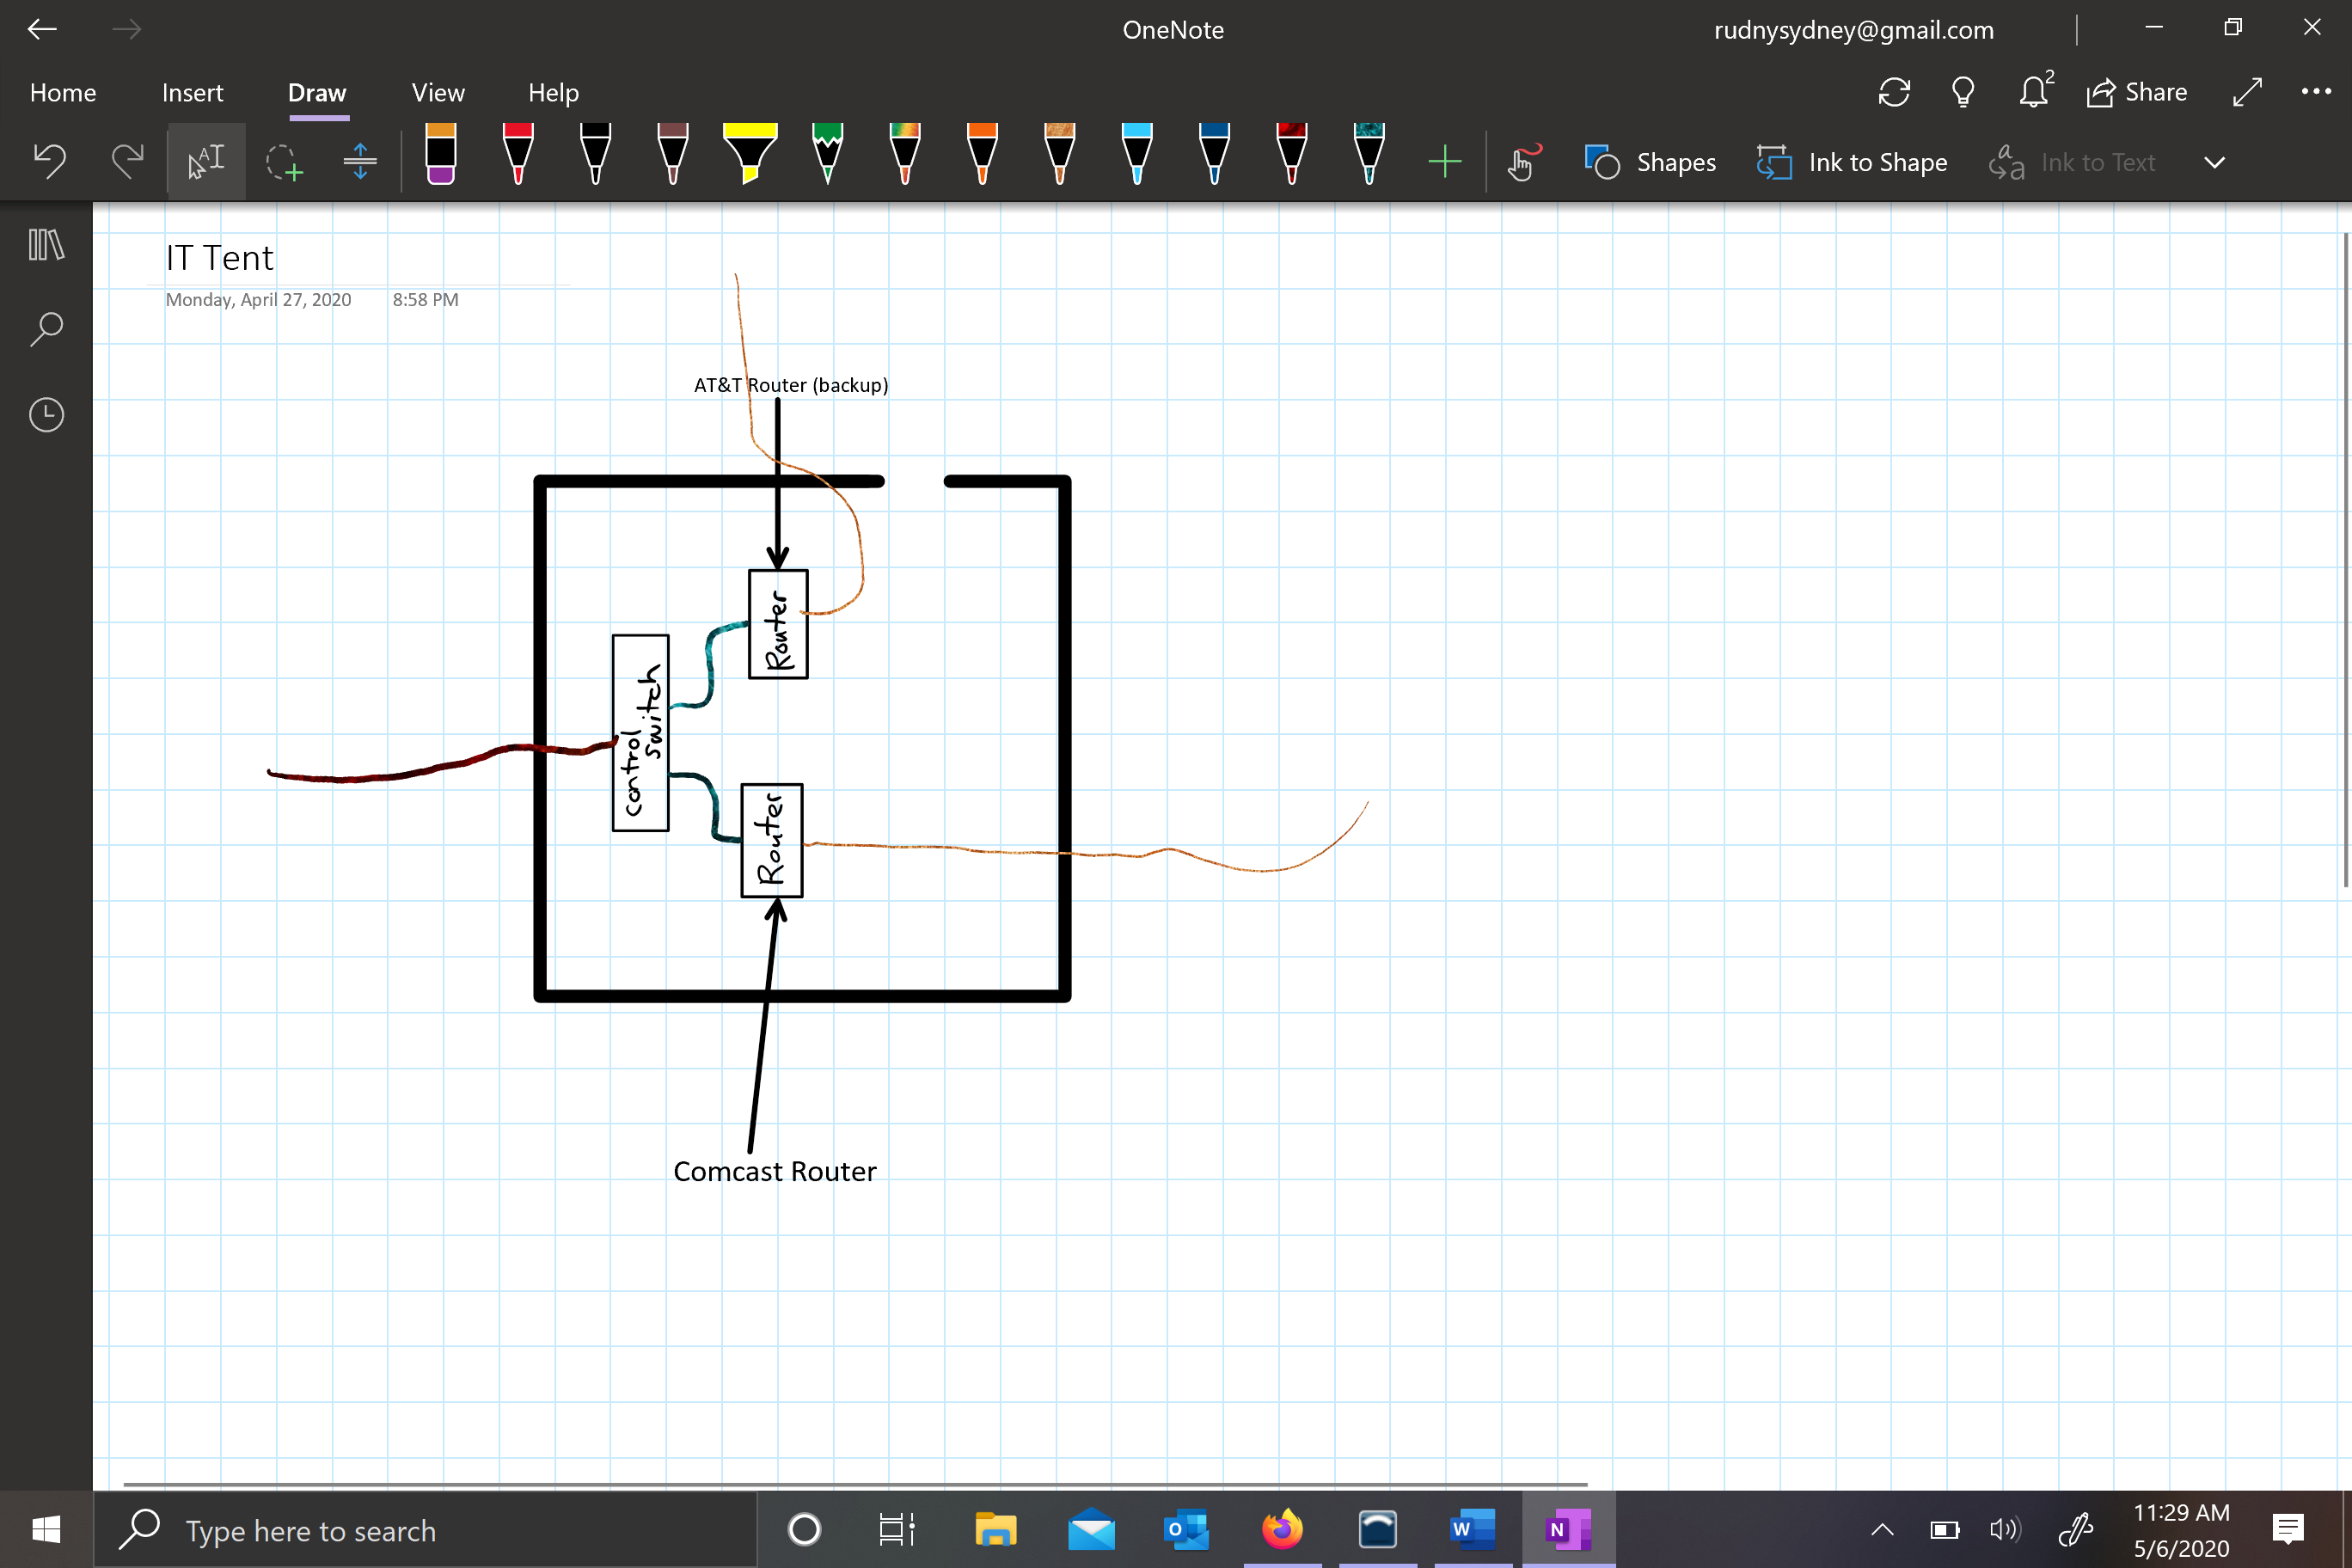 OneNote
rudnysydney@gmail.com
Home Insert Draw View Help
2
Share
Shapes
Ink to Shape
Ink to Text
IT Tent
Monday, April 27, 2020 8:58 PM
AT&T Router (backup)
Router
control
switch
Router
Comcast Router
Type here to search
11:29 AM
5/6/2020